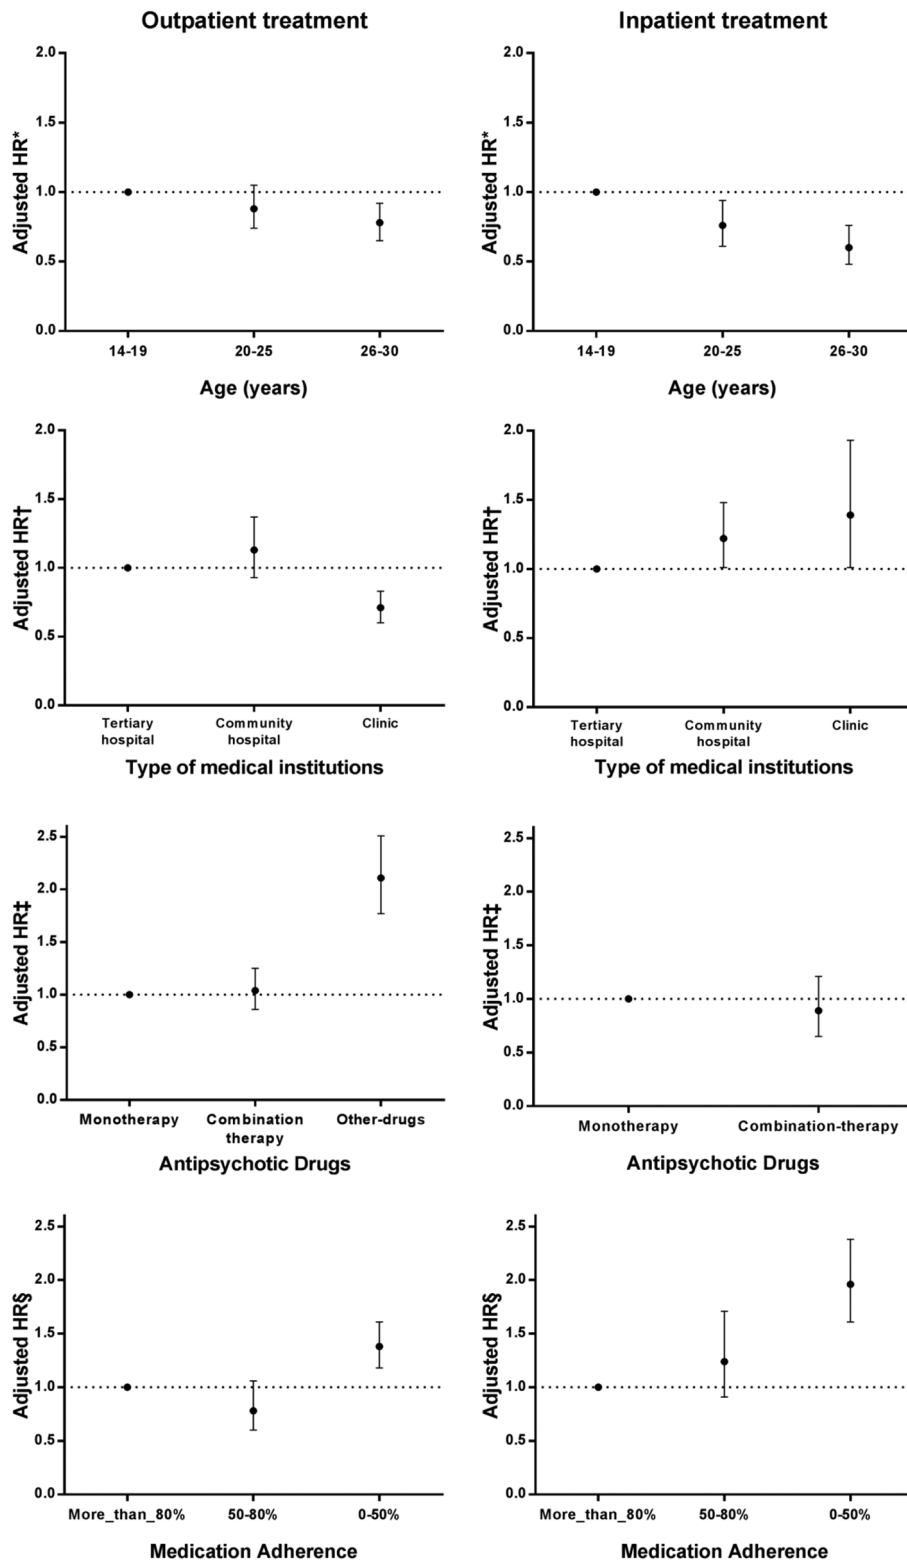 Outpatient treatment
Inpatient treatment
2.0
1.5
1.0
0.5
0.0
Adjusted HR*
14-19
20-25
26-30
Age (years)
2.0
1.5
1.0
0.5
0.0
Adjusted HR*
14-19
20-25
26-30
Age (years)
2.0
1.5
1.0
0.5
0.0
Adjusted HR†
Tertiary
hospital
Community
hospital
Clinic
Type of medical institutions
2.0
1.5
1.0
0.5
0.0
Adjusted HR†
Tertiary
hospital
Community
hospital
Clinic
Type of medical institutions
2.5
2.0
1.5
1.0
0.5
0.0
Adjusted HR‡
Monotherapy
Combination
therapy
Other-drugs
Antipsychotic Drugs
2.5
2.0
1.5
1.0
0.5
0.0
Adjusted HR‡
Monotherapy
Combination-therapy
Antipsychotic Drugs
2.5
2.0
1.5
1.0
0.5
0.0
Adjusted HR§
More_than_80%
50-80%
0-50%
Medication Adherence
2.5
2.0
1.5
1.0
0.5
0.0
Adjusted HR§
More_than_80%
50-80%
0-50%
Medication Adherence